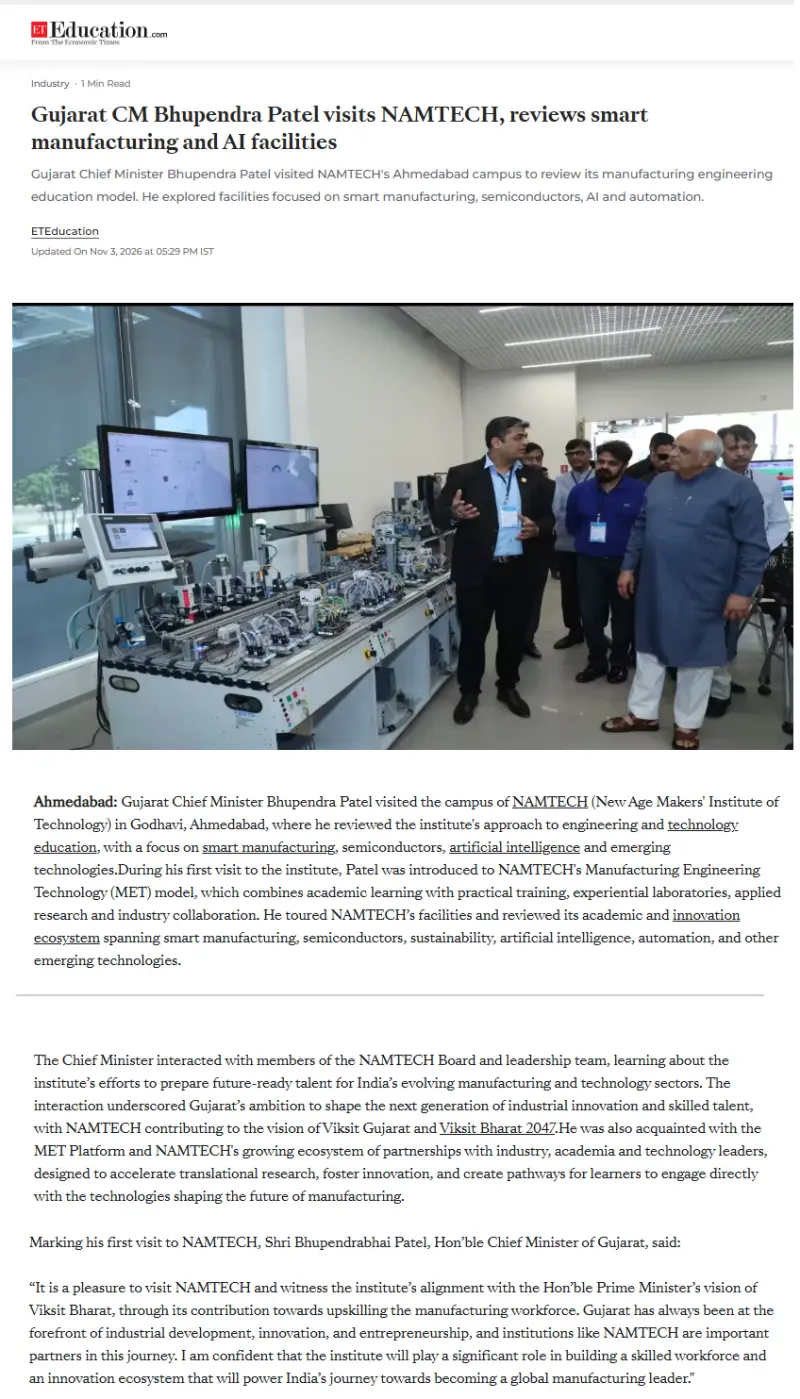 ET Education.com
From The Economic Times
Industry · 1 Min Read
Gujarat CM Bhupendra Patel visits NAMTECH, reviews smart
manufacturing and AI facilities
Gujarat Chief Minister Bhupendra Patel visited NAMTECH's Ahmedabad campus to review its manufacturing engineering
education model. He explored facilities focused on smart manufacturing, semiconductors, AI and automation.
ETEducation
Updated On Nov 3, 2026 at 05:29 PM IST
Ahmedabad: Gujarat Chief Minister Bhupendra Patel visited the campus of NAMTECH (New Age Makers' Institute of
Technology) in Godhavi, Ahmedabad, where he reviewed the institute's approach to engineering and technology
education, with a focus on smart manufacturing, semiconductors, artificial intelligence and emerging
technologies.During his first visit to the institute, Patel was introduced to NAMTECH's Manufacturing Engineering
Technology (MET) model, which combines academic learning with practical training, experiential laboratories, applied
research and industry collaboration. He toured NAMTECH’s facilities and reviewed its academic and innovation
ecosystem spanning smart manufacturing, semiconductors, sustainability, artificial intelligence, automation, and other
emerging technologies.
The Chief Minister interacted with members of the NAMTECH Board and leadership team, learning about the
institute’s efforts to prepare future-ready talent for India’s evolving manufacturing and technology sectors. The
interaction underscored Gujarat’s ambition to shape the next generation of industrial innovation and skilled talent,
with NAMTECH contributing to the vision of Viksit Gujarat and Viksit Bharat 2047.He was also acquainted with the
MET Platform and NAMTECH's growing ecosystem of partnerships with industry, academia and technology leaders,
designed to accelerate translational research, foster innovation, and create pathways for learners to engage directly
with the technologies shaping the future of manufacturing.
Marking his first visit to NAMTECH, Shri Bhupendrabhai Patel, Hon’ble Chief Minister of Gujarat, said:
“It is a pleasure to visit NAMTECH and witness the institute’s alignment with the Hon’ble Prime Minister’s vision of
Viksit Bharat, through its contribution towards upskilling the manufacturing workforce. Gujarat has always been at the
forefront of industrial development, innovation, and entrepreneurship, and institutions like NAMTECH are important
partners in this journey. I am confident that the institute will play a significant role in building a skilled workforce and
an innovation ecosystem that will power India’s journey towards becoming a global manufacturing leader."